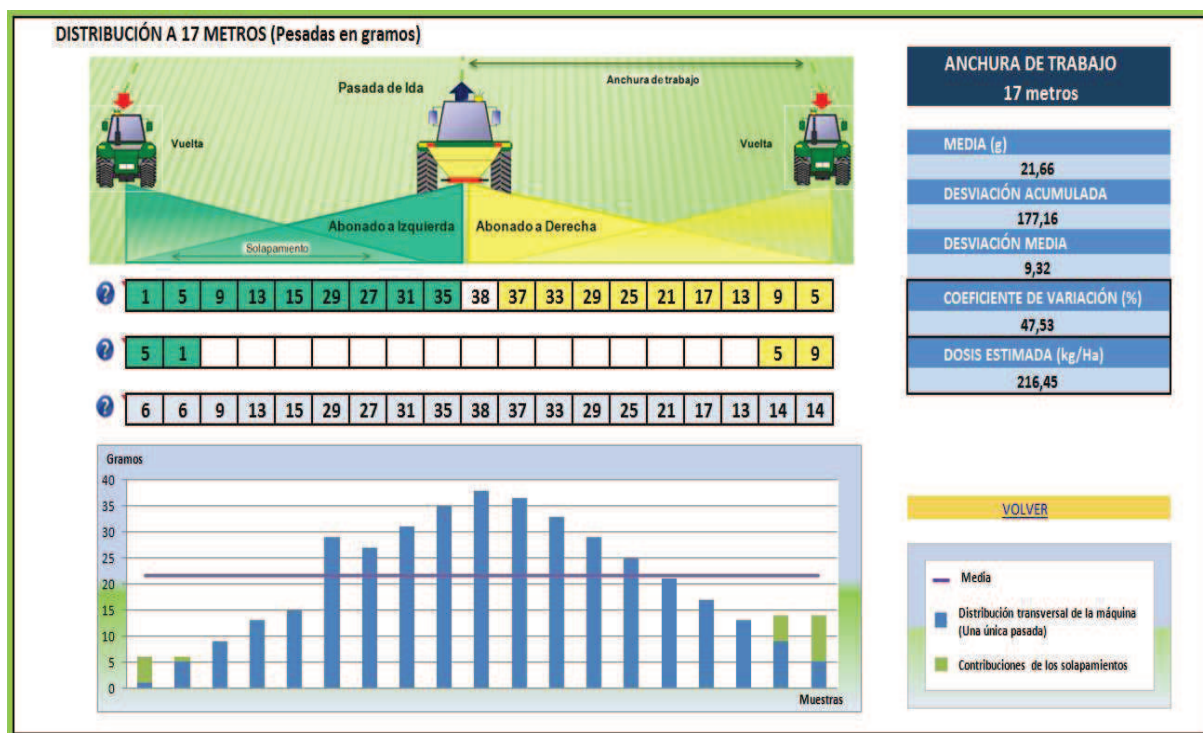 DISTRIBUCIÓN A 17 METROS (Pesadas en gramos)
Pasada de Ida
Anchura de trabajo
Vuelta
Vuelta
Abonado a Izquierda
Abonado a Derecha
Solapamiento
? 1 5 9 13 15 29 27 31 35 38 37 33 29 25 21 17 13 9 5
? 5 1 5 9
? 6 6 9 13 15 29 27 31 35 38 37 33 29 25 21 17 13 14 14
Gramos
40
35
30
25
20
15
10
5
0
Muestras
ANCHURA DE TRABAJO
17 metros
MEDIA (g)
21,66
DESVIACIÓN ACUMULADA
177,16
DESVIACIÓN MEDIA
9,32
COEFICIENTE DE VARIACIÓN (%)
47,53
DOSIS ESTIMADA (kg/Ha)
216,45
VOLVER
Media
Distribución transversal de la máquina
(Una única pasada)
Contribuciones de los solapamientos